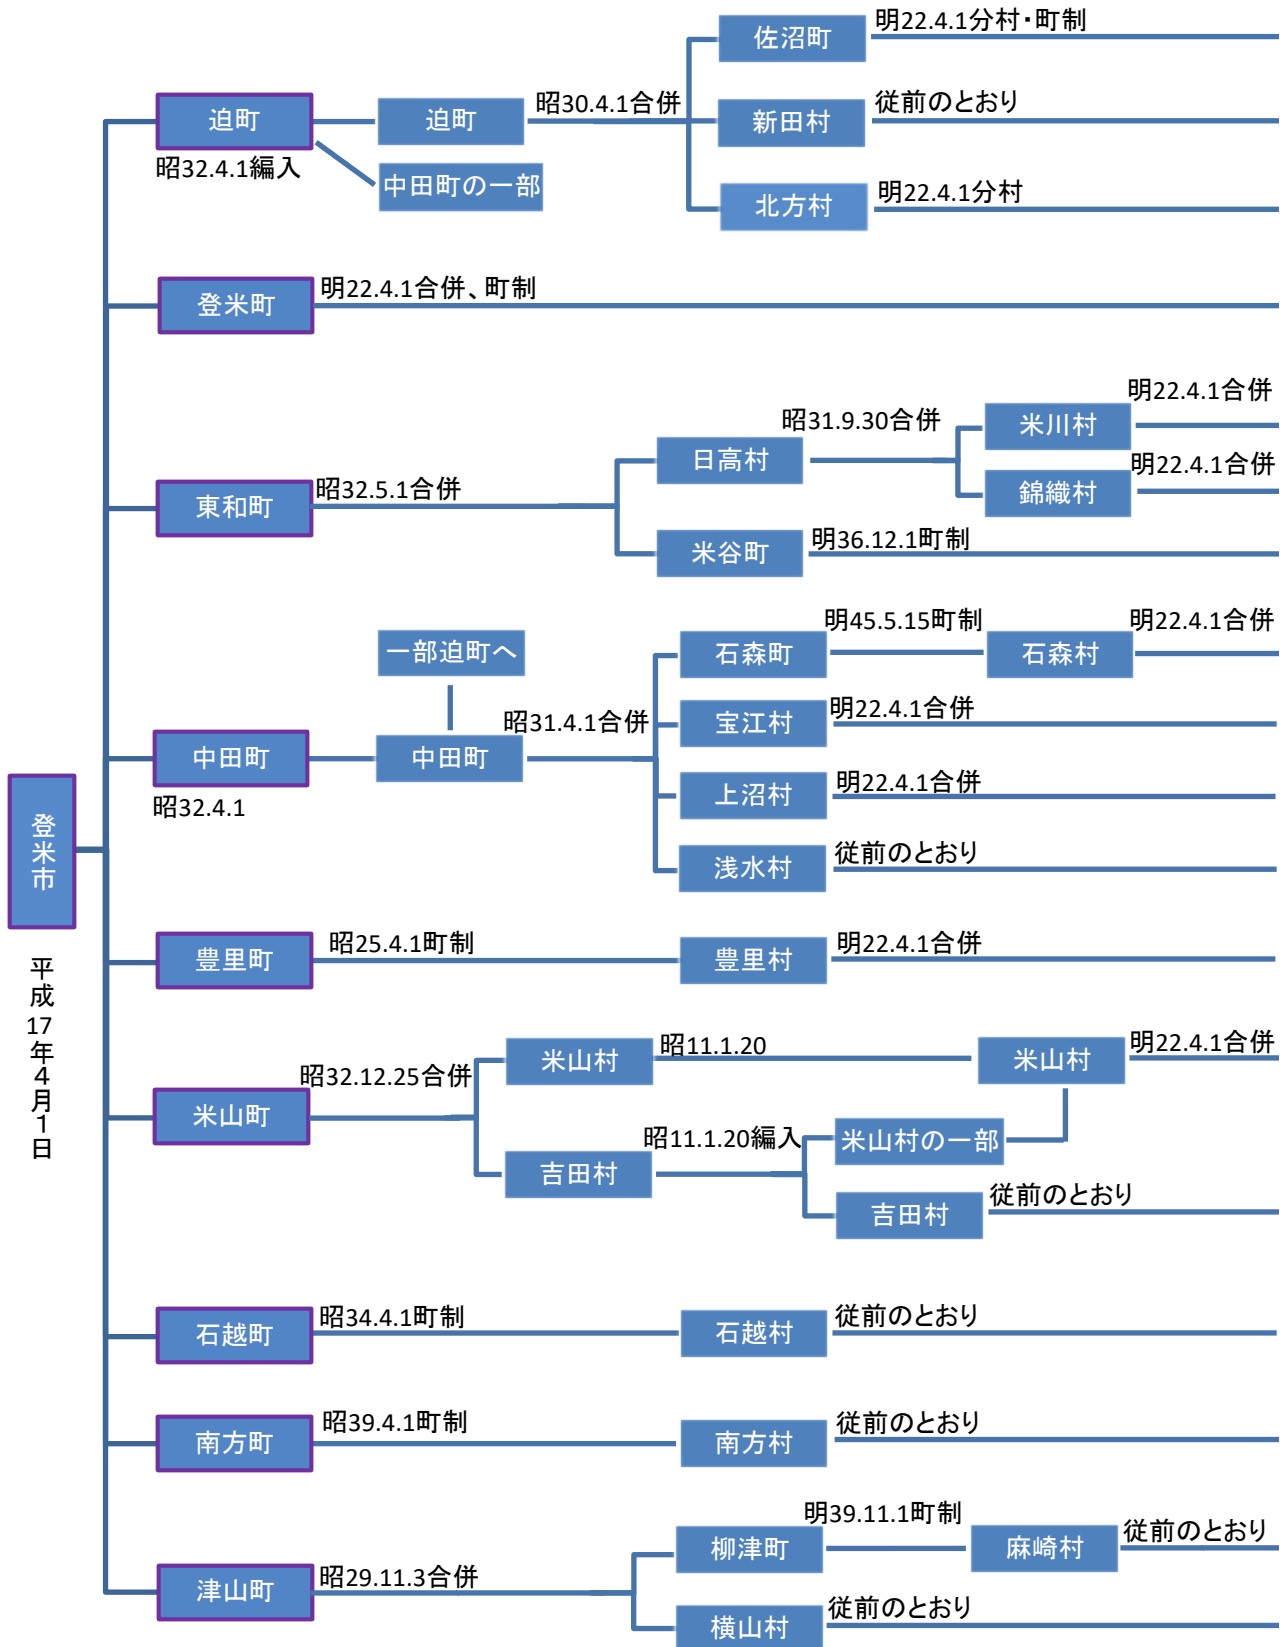 佐沼町
明22.4.1分村・町制
迫町
迫町
昭30.4.1合併
新田村
従前のとおり
昭32.4.1編入
中田町の一部
北方村
明22.4.1分村
登米町
明22.4.1合併、町制
東和町
昭32.5.1合併
日高村
昭31.9.30合併
米川村
明22.4.1合併
錦織村
明22.4.1合併
米谷町
明36.12.1町制
一部迫町へ
中田町
昭32.4.1
中田町
昭31.4.1合併
石森町
明45.5.15町制
石森村
明22.4.1合併
宝江村
明22.4.1合併
上沼村
明22.4.1合併
浅水村
従前のとおり
登米市
平成17年4月1日
豊里町
昭25.4.1町制
豊里村
明22.4.1合併
米山町
昭32.12.25合併
米山村
昭11.1.20
米山村
明22.4.1合併
吉田村
昭11.1.20編入
米山村の一部
吉田村
従前のとおり
石越町
昭34.4.1町制
石越村
従前のとおり
南方町
昭39.4.1町制
南方村
従前のとおり
津山町
昭29.11.3合併
柳津町
明39.11.1町制
麻崎村
従前のとおり
横山村
従前のとおり